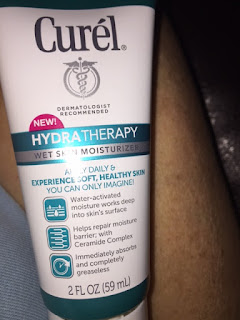 Curél®
DERMATOLOGIST
RECOMMENDED
NEW!
HYDRATHERAPY
WET SKIN MOISTURIZER
APPLY DAILY &
EXPERIENCE SOFT, HEALTHY SKIN
YOU CAN ONLY IMAGINE!
Water-activated
moisture works deep
into skin's surface
Helps repair moisture
barrier; with
Ceramide Complex
Immediately absorbs
and completely
greaseless
2 FL OZ (59 mL)